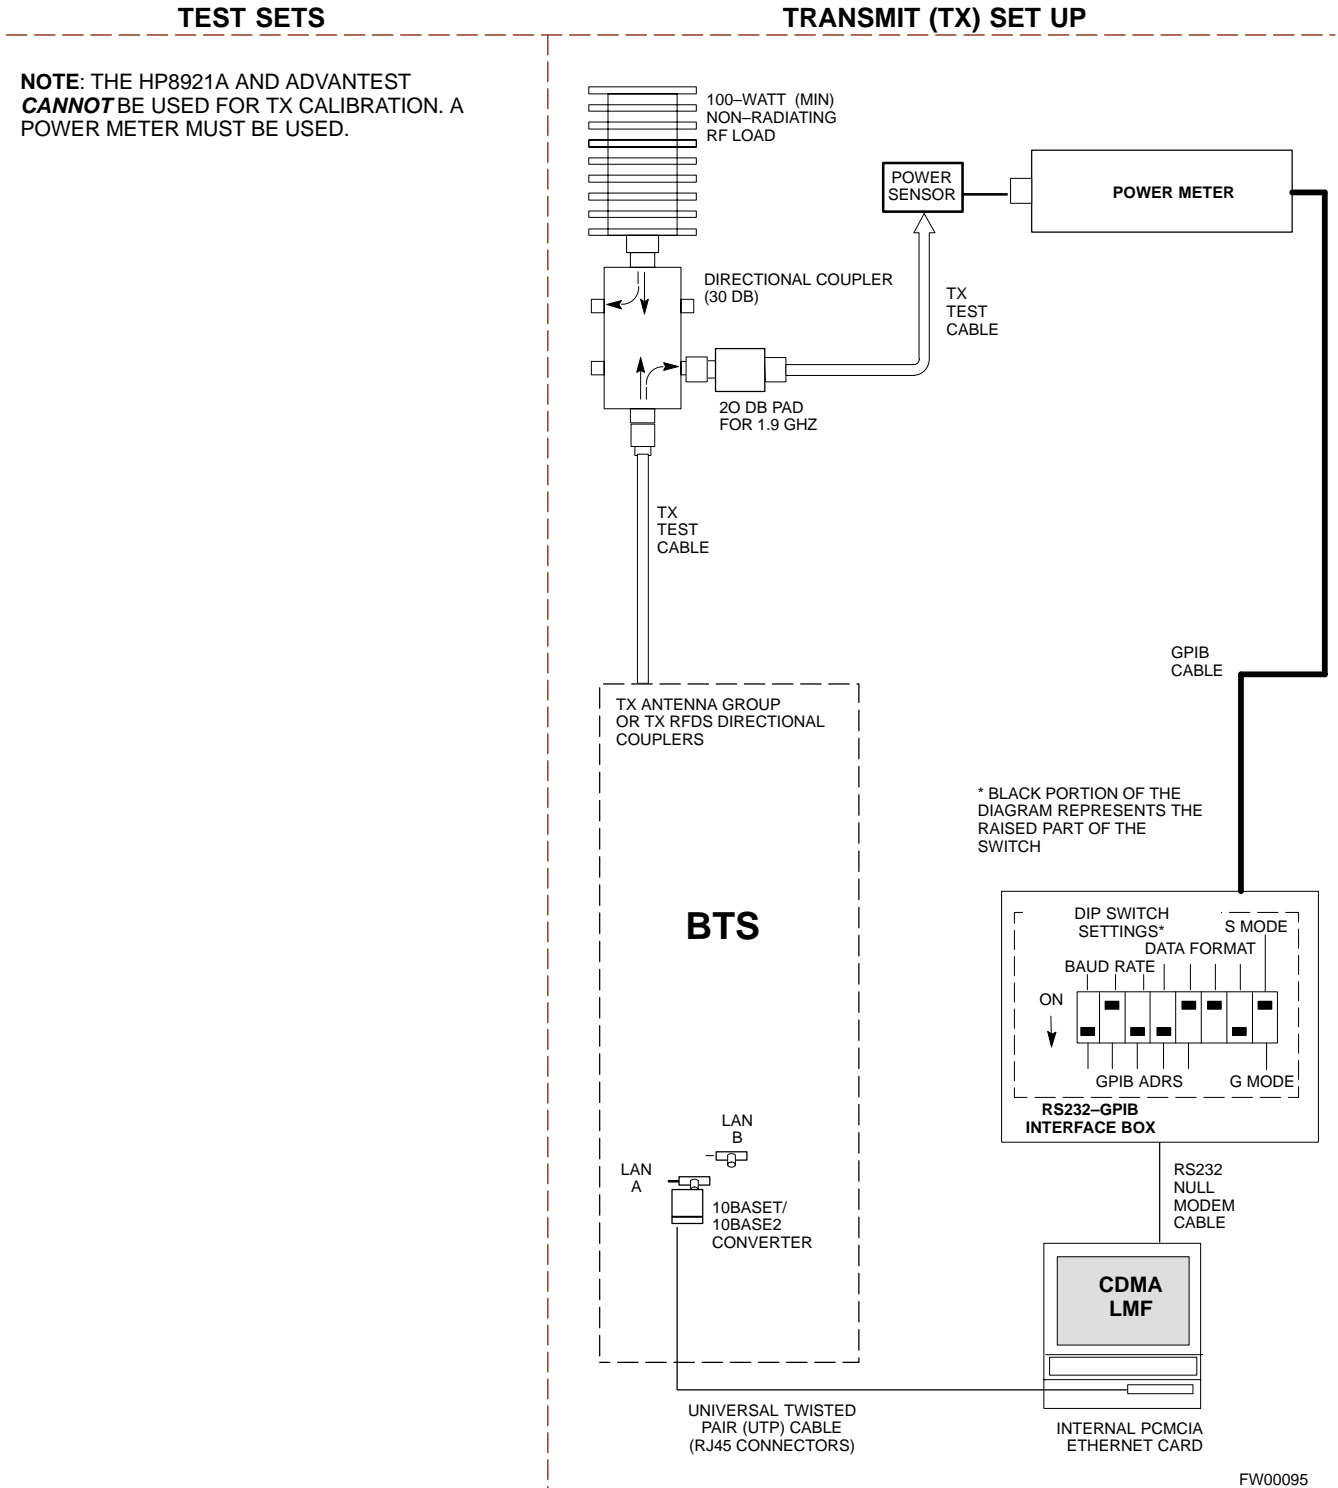 TEST SETS
TRANSMIT (TX) SET UP
NOTE: THE HP8921A AND ADVANTEST
CANNOT BE USED FOR TX CALIBRATION. A
POWER METER MUST BE USED.
100–WATT (MIN)
NON–RADIATING
RF LOAD
POWER
SENSOR
POWER METER
DIRECTIONAL COUPLER
(30 DB)
TX
TEST
CABLE
2O DB PAD
FOR 1.9 GHZ
TX
TEST
CABLE
GPIB
CABLE
TX ANTENNA GROUP
OR TX RFDS DIRECTIONAL
COUPLERS
* BLACK PORTION OF THE
DIAGRAM REPRESENTS THE
RAISED PART OF THE
SWITCH
BTS
DIP SWITCH
SETTINGS*
S MODE
DATA FORMAT
BAUD RATE
ON
GPIB ADRS
G MODE
RS232–GPIB
INTERFACE BOX
LAN
B
LAN
A
10BASET/
10BASE2
CONVERTER
RS232
NULL
MODEM
CABLE
CDMA
LMF
UNIVERSAL TWISTED
PAIR (UTP) CABLE
(RJ45 CONNECTORS)
INTERNAL PCMCIA
ETHERNET CARD
FW00095